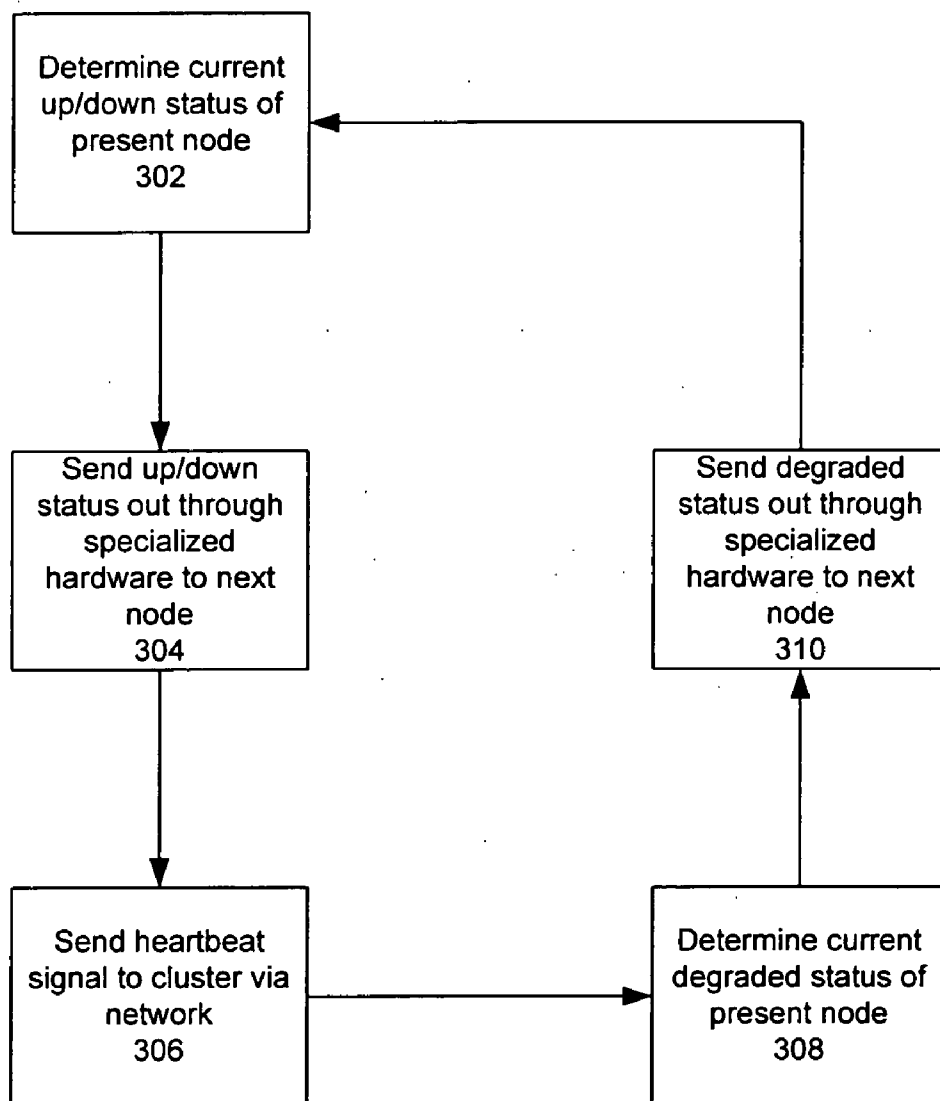 Determine current
up/down status of
present node
302
Send up/down
status out through
specialized
hardware to next
node
304
Send heartbeat
signal to cluster via
network
306
Determine current
degraded status of
present node
308
Send degraded
status out through
specialized
hardware to next
node
310